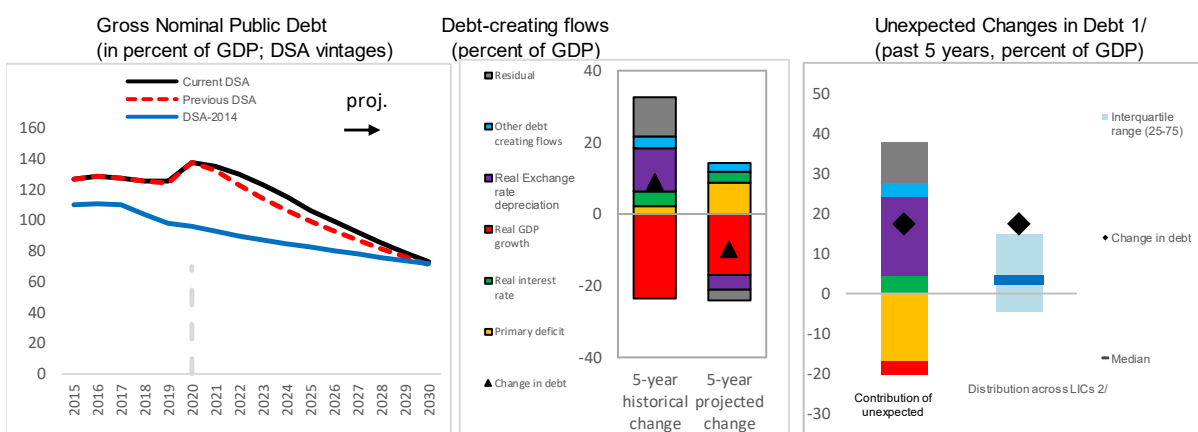 Gross Nominal Public Debt
(in percent of GDP; DSA vintages)
Current DSA
Previous DSA
DSA-2014
proj.
160
140
120
100
80
60
40
20
0
2015
2016
2017
2018
2019
2020
2021
2022
2023
2024
2025
2026
2027
2028
2029
2030
Debt-creating flows
(percent of GDP)
Residual
Other debt
creating flows
Real Exchange
rate
depreciation
Real GDP
growth
Real interest
rate
Primary deficit
Change in debt
40
20
0
-20
-40
5-year
historical
change
5-year
projected
change
Unexpected Changes in Debt 1/
(past 5 years, percent of GDP)
50
40
30
20
10
0
-10
-20
-30
Interquartile
range (25-75)
Change in debt
Median
Contribution of
unexpected
Distribution across LICs 2/